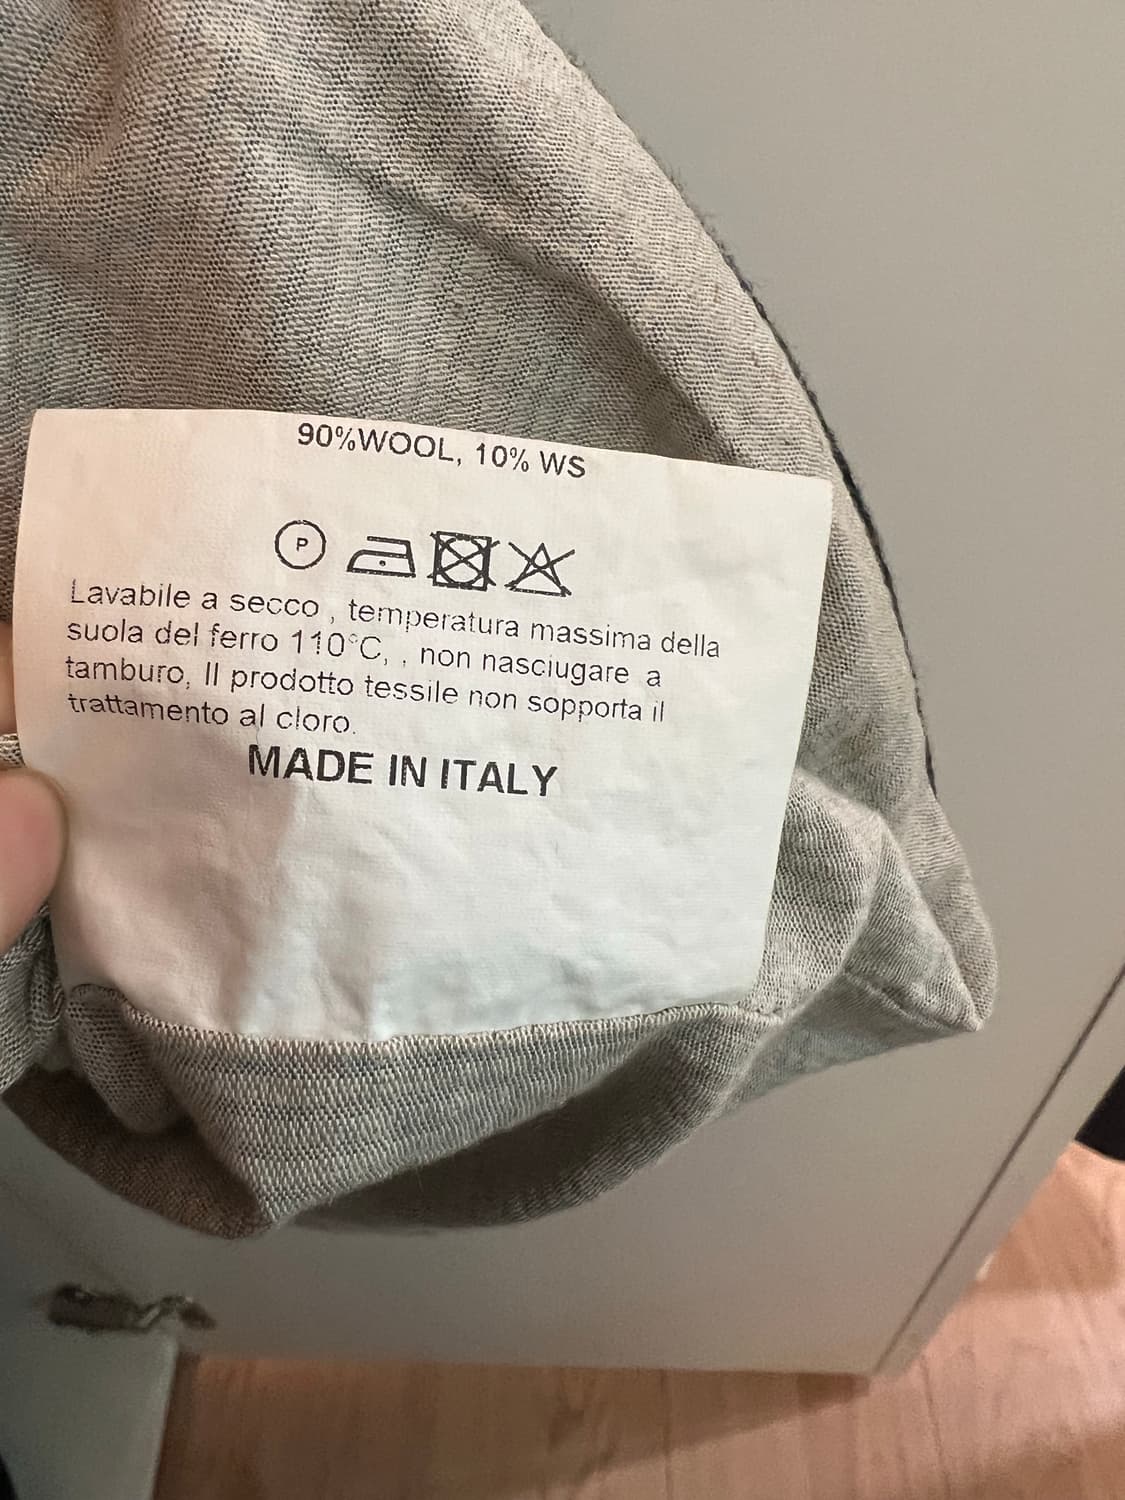 90%WOOL, 10% WS
P
Lavabile a secco , temperatura massima della
suola del ferro 110°C, , non nasciugare a
tamburo, Il prodotto tessile non sopporta il
trattamento al cloro.
MADE IN ITALY